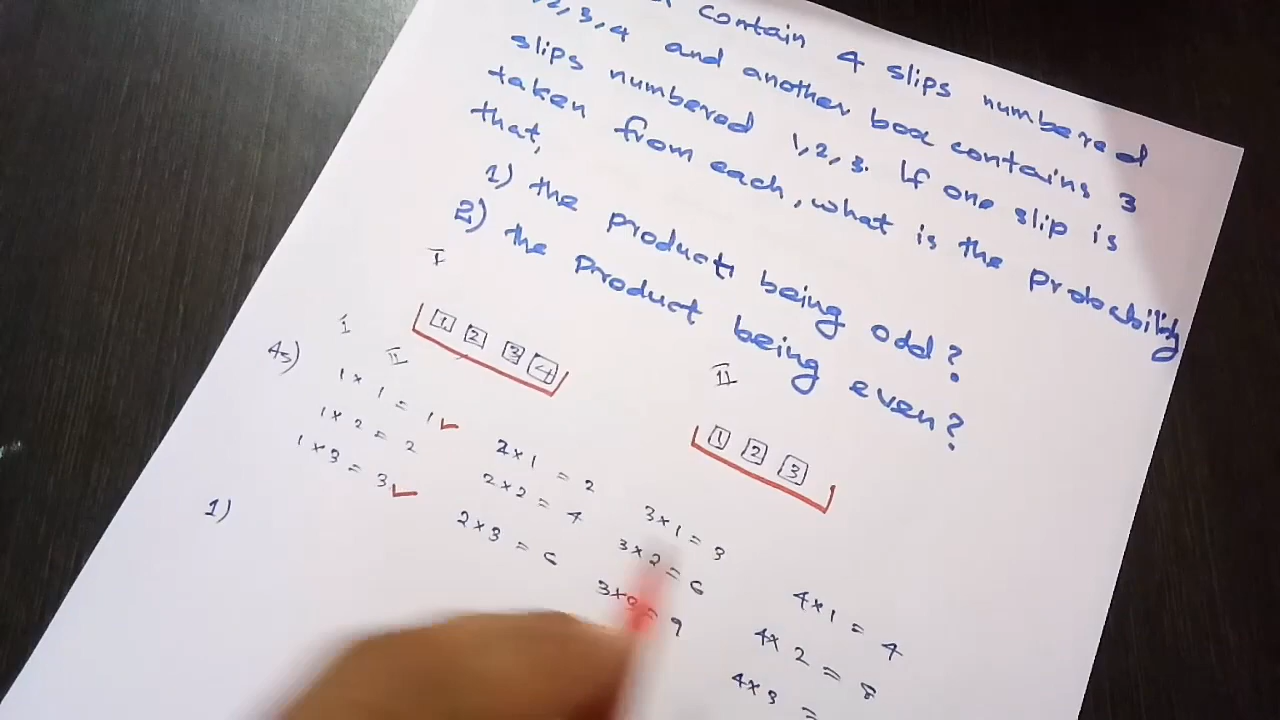 contain 4 slips numbered
2, 3, 4 and another box contains 3
slips numbered 1, 2, 3. If one slip is
taken from each, what is the probability
that,
1) the product being odd?
2) the product being even?
I
1 2 3 4
II
1 2 3
As)
I II
1 × 1 = 1
1 × 2 = 2
1 × 3 = 3
2 × 1 = 2
2 × 2 = 4
2 × 3 = 6
3 × 1 = 3
3 × 2 = 6
3 × 3 = 9
4 × 1 = 4
4 × 2 = 8
4 × 3 =
1)